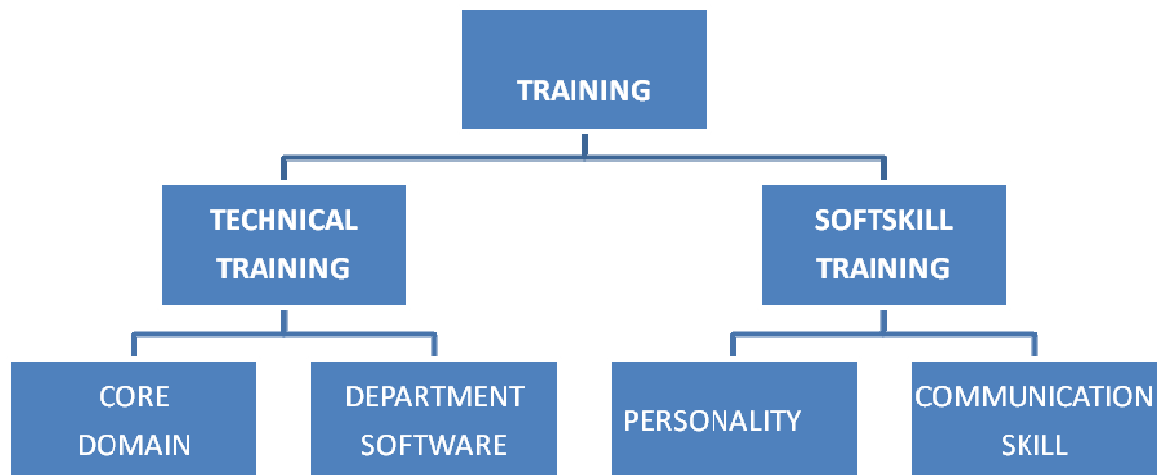 TRAINING
TECHNICAL
TRAINING
SOFTSKILL
TRAINING
CORE
DOMAIN
DEPARTMENT
SOFTWARE
PERSONALITY
COMMUNICATION
SKILL